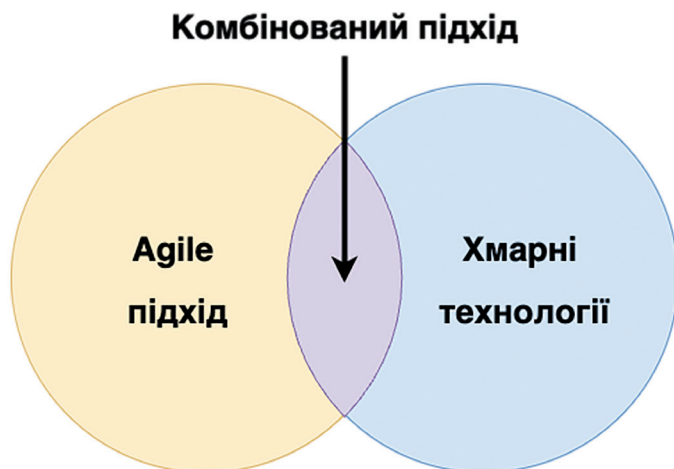 Комбінований підхід
Agile
підхід
Хмарні
технології